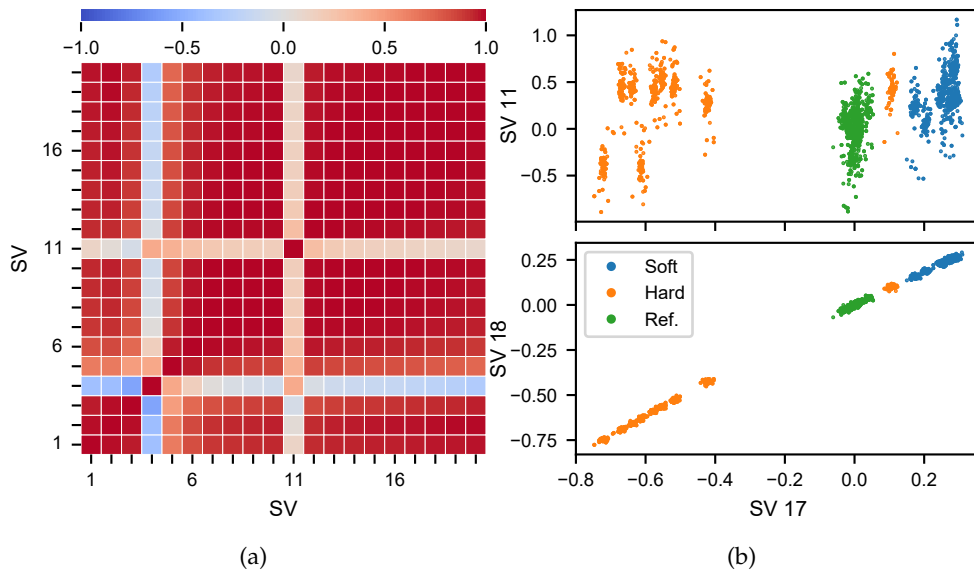 −1.0 −0.5 0.0 0.5 1.0
16
11
6
1
SV
1 6 11 16
SV
(a)
1.0
0.5
0.0
−0.5
SV 11
0.25
0.00
−0.25
−0.50
−0.75
SV 18
Soft
Hard
Ref.
−0.8 −0.6 −0.4 −0.2 0.0 0.2
SV 17
(b)